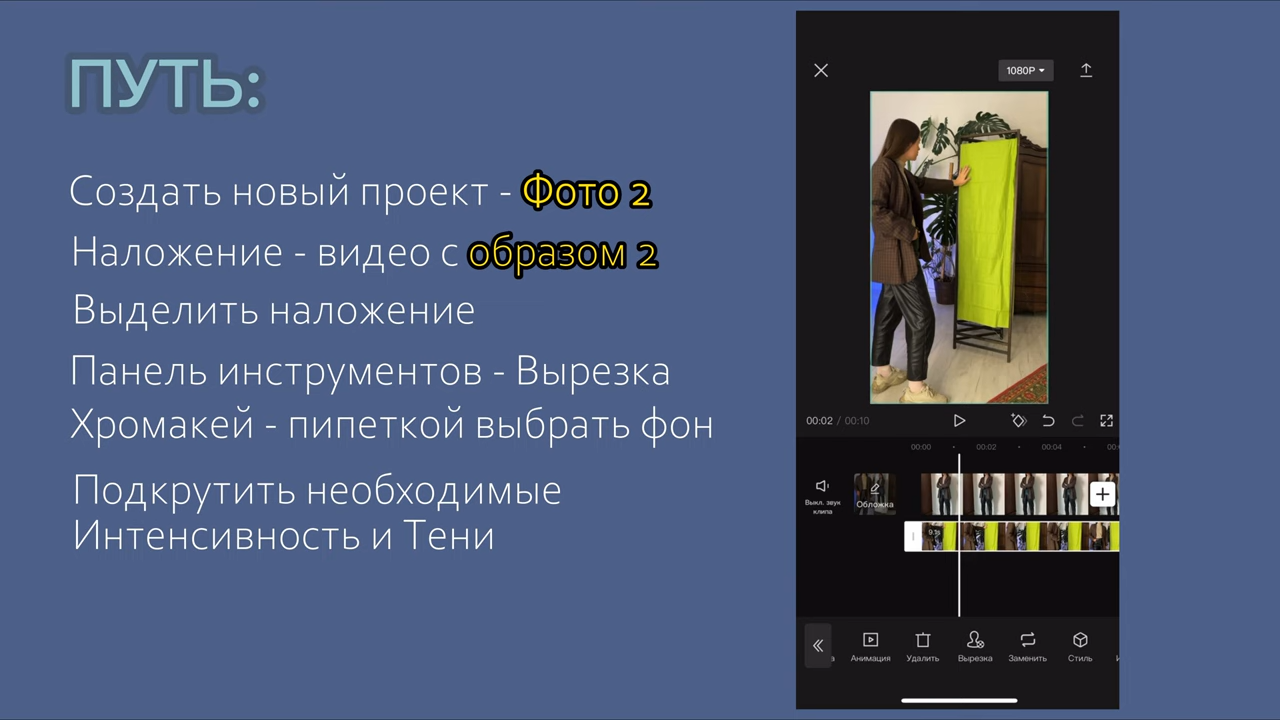 ПУТЬ:
Создать новый проект - Фото 2
Наложение - видео с образом 2
Выделить наложение
Панель инструментов - Вырезка
Хромакей - пипеткой выбрать фон
Подкрутить необходимые
Интенсивность и Тени
1080P
00:02 / 00:10
00:00 00:02 00:04
Выкл. звук клипа
Обложка
9.1s
Анимация Удалить Вырезка Заменить Стиль